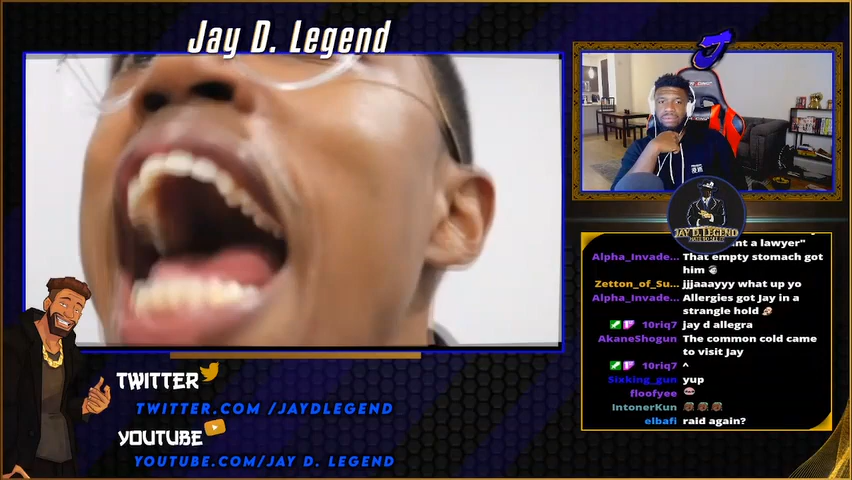 Jay D. Legend
J
JAY D. LEGEND
nt a lawyer"
Alpha_Invade... That empty stomach got
him
Zetton_of_Su... jjjaaayyy what up yo
Alpha_Invade... Allergies got Jay in a
strangle hold
10riq7 jay d allegra
AkaneShogun The common cold came
to visit Jay
10riq7 ^
Sixking_gun yup
floofyee
IntonerKun
elbafi raid again?
TWITTER
TWITTER.COM /JAYDLEGEND
YOUTUBE
YOUTUBE.COM/JAY D. LEGEND